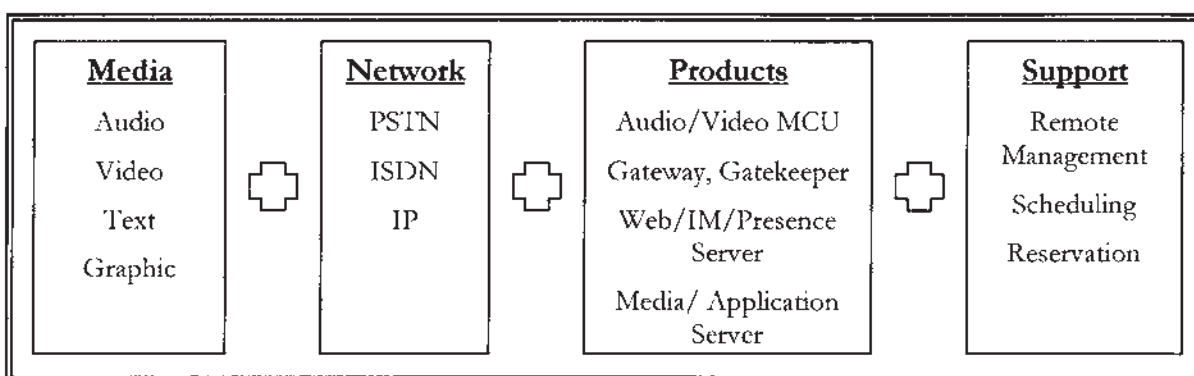 Media
Audio
Video
Text
Graphic
Network
PSTN
ISDN
IP
Products
Audio/Video MCU
Gateway, Gatekeeper
Web/IM/Presence
Server
Media/ Application
Server
Support
Remote
Management
Scheduling
Reservation